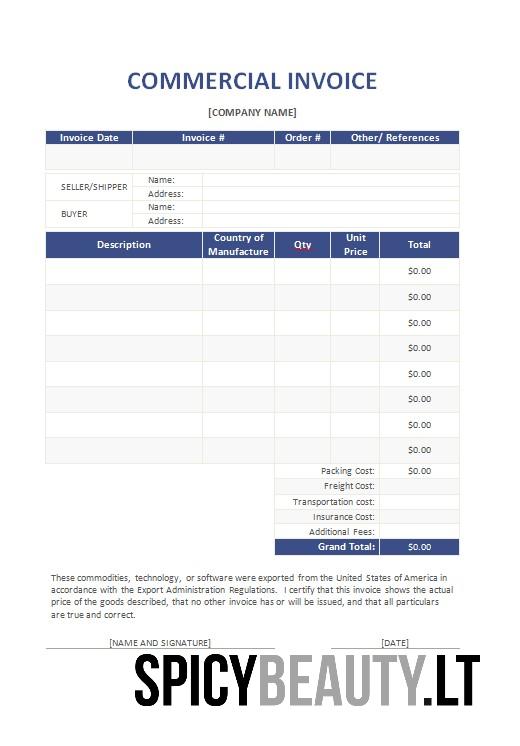 COMMERCIAL INVOICE
[COMPANY NAME]
Invoice Date Invoice # Order # Other/ References
SELLER/SHIPPER
Name:
Address:
BUYER
Name:
Address:
Description Country of Manufacture Qty Unit Price Total
$0.00
$0.00
$0.00
$0.00
$0.00
$0.00
$0.00
$0.00
Packing Cost: $0.00
Freight Cost:
Transportation cost:
Insurance Cost:
Additional Fees:
Grand Total: $0.00
These commodities, technology, or software were exported from the United States of America in
accordance with the Export Administration Regulations. I certify that this invoice shows the actual
price of the goods described, that no other invoice has or will be issued, and that all particulars
are true and correct.
[NAME AND SIGNATURE] [DATE]
SPICYBEAUTY.LT